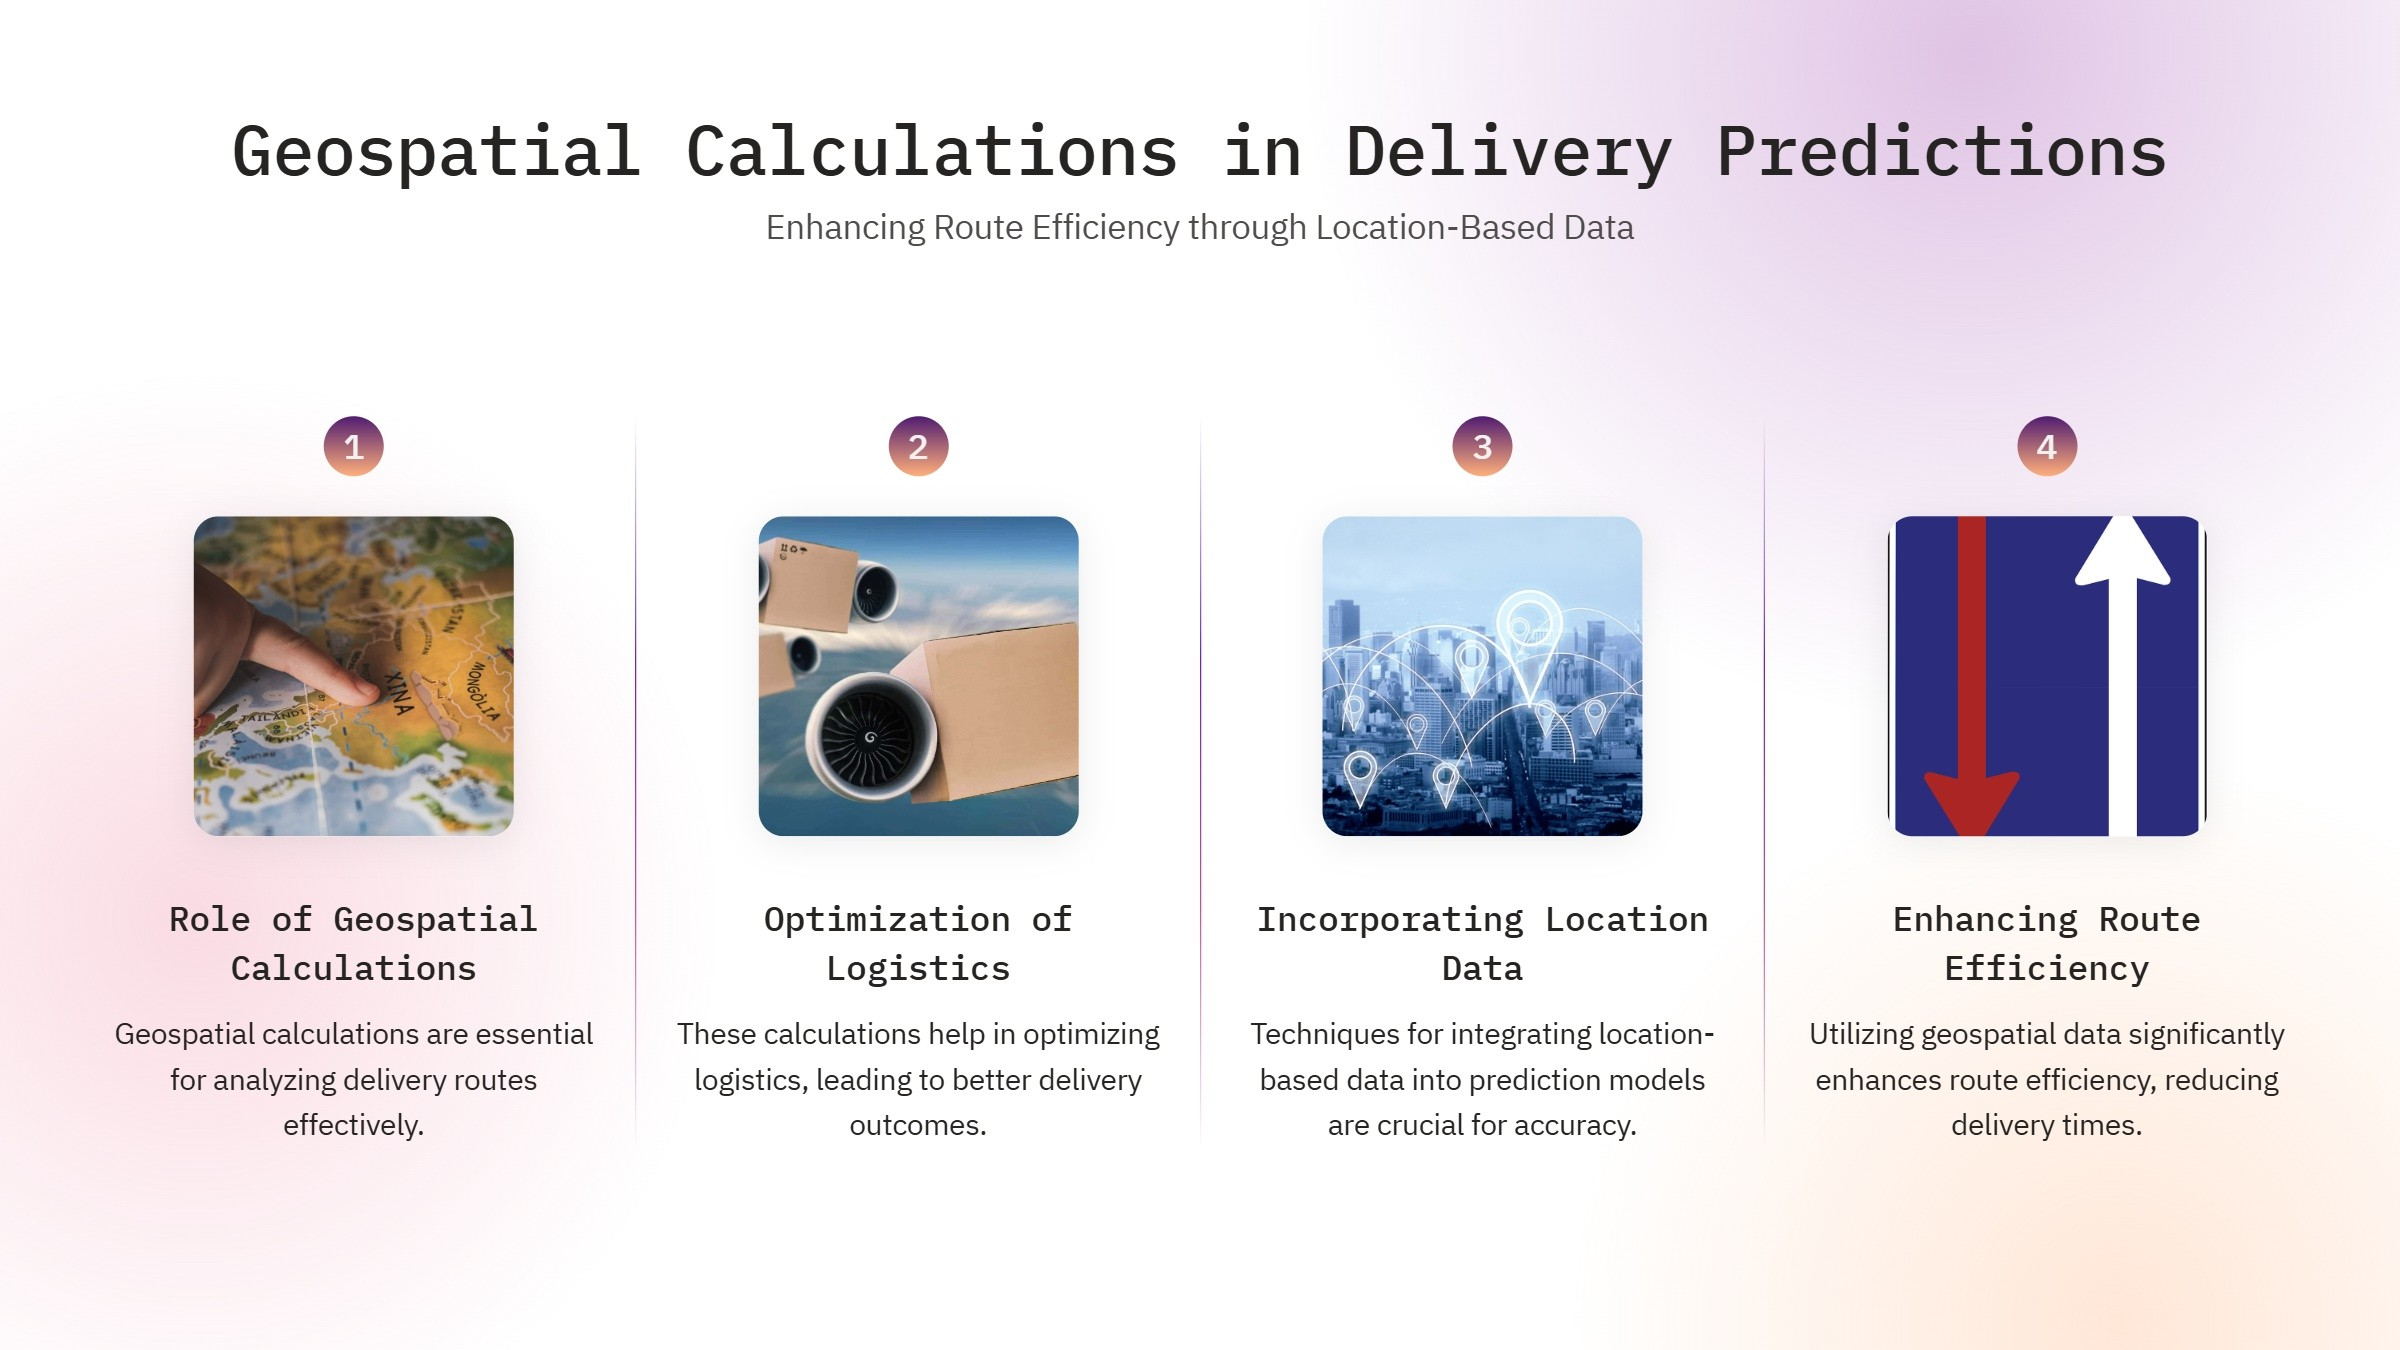 Geospatial Calculations in Delivery Predictions
Enhancing Route Efficiency through Location-Based Data
1
2
3
4
XINA
MONGÒLIA
TAILÀNDIA
Role of Geospatial
Calculations
Geospatial calculations are essential
for analyzing delivery routes
effectively.
Optimization of
Logistics
These calculations help in optimizing
logistics, leading to better delivery
outcomes.
Incorporating Location
Data
Techniques for integrating location-
based data into prediction models
are crucial for accuracy.
Enhancing Route
Efficiency
Utilizing geospatial data significantly
enhances route efficiency, reducing
delivery times.